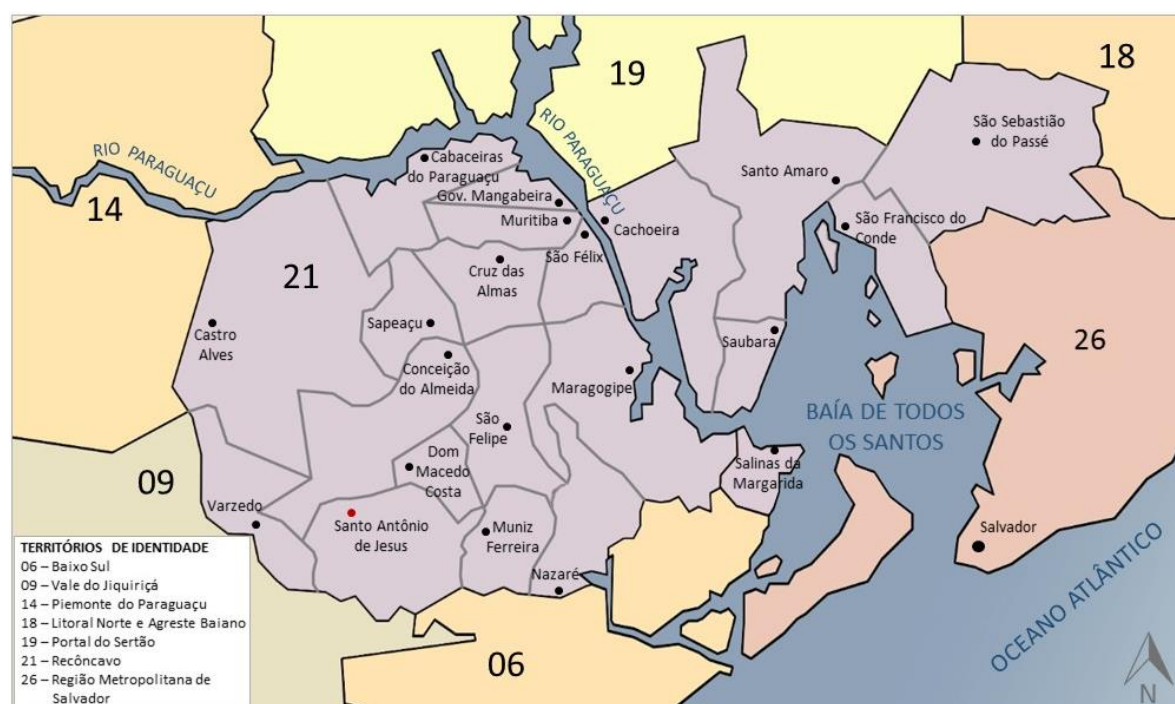 19
18
São Sebastião
do Passé
RIO PARAGUAÇU
RIO PARAGUAÇU
Cabaceiras
do Paraguaçu
Santo Amaro
Gov. Mangabeira
14
Muritiba
Cachoeira
São Francisco do
Conde
São Félix
21
Cruz das
Almas
Castro
Alves
Sapeaçu
Saubara
26
Conceição
do Almeida
Maragogipe
BAÍA DE TODOS
OS SANTOS
São
Felipe
Dom
Macedo
Costa
Salinas da
Margarida
09
Varzedo
Santo Antônio
de Jesus
Muniz
Ferreira
Salvador
Nazaré
OCEANO ATLÂNTICO
06
N
TERRITÓRIOS DE IDENTIDADE
06 – Baixo Sul
09 – Vale do Jiquiriçá
14 – Piemonte do Paraguaçu
18 – Litoral Norte e Agreste Baiano
19 – Portal do Sertão
21 – Recôncavo
26 – Região Metropolitana de
Salvador